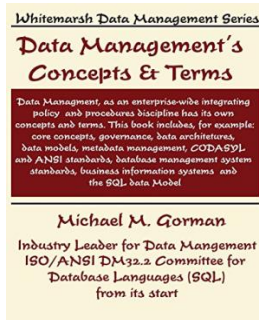 Whitemarsh Data Management Series
Data Management's
Concepts & Terms
Data Managment, as an enterprise-wide integrating
policy and procedures discipline has its own
concepts and terms. This book includes, for example:
core concepts, governance, data architectures,
data models, metadata management, CODASYL
and ANSI standards, database management system
standards, business information systems and
the SQL data Model
Michael M. Gorman
Industry Leader for Data Mangement
ISO/ANSI DM32.2 Committee for
Database Languages (SQL)
from its start